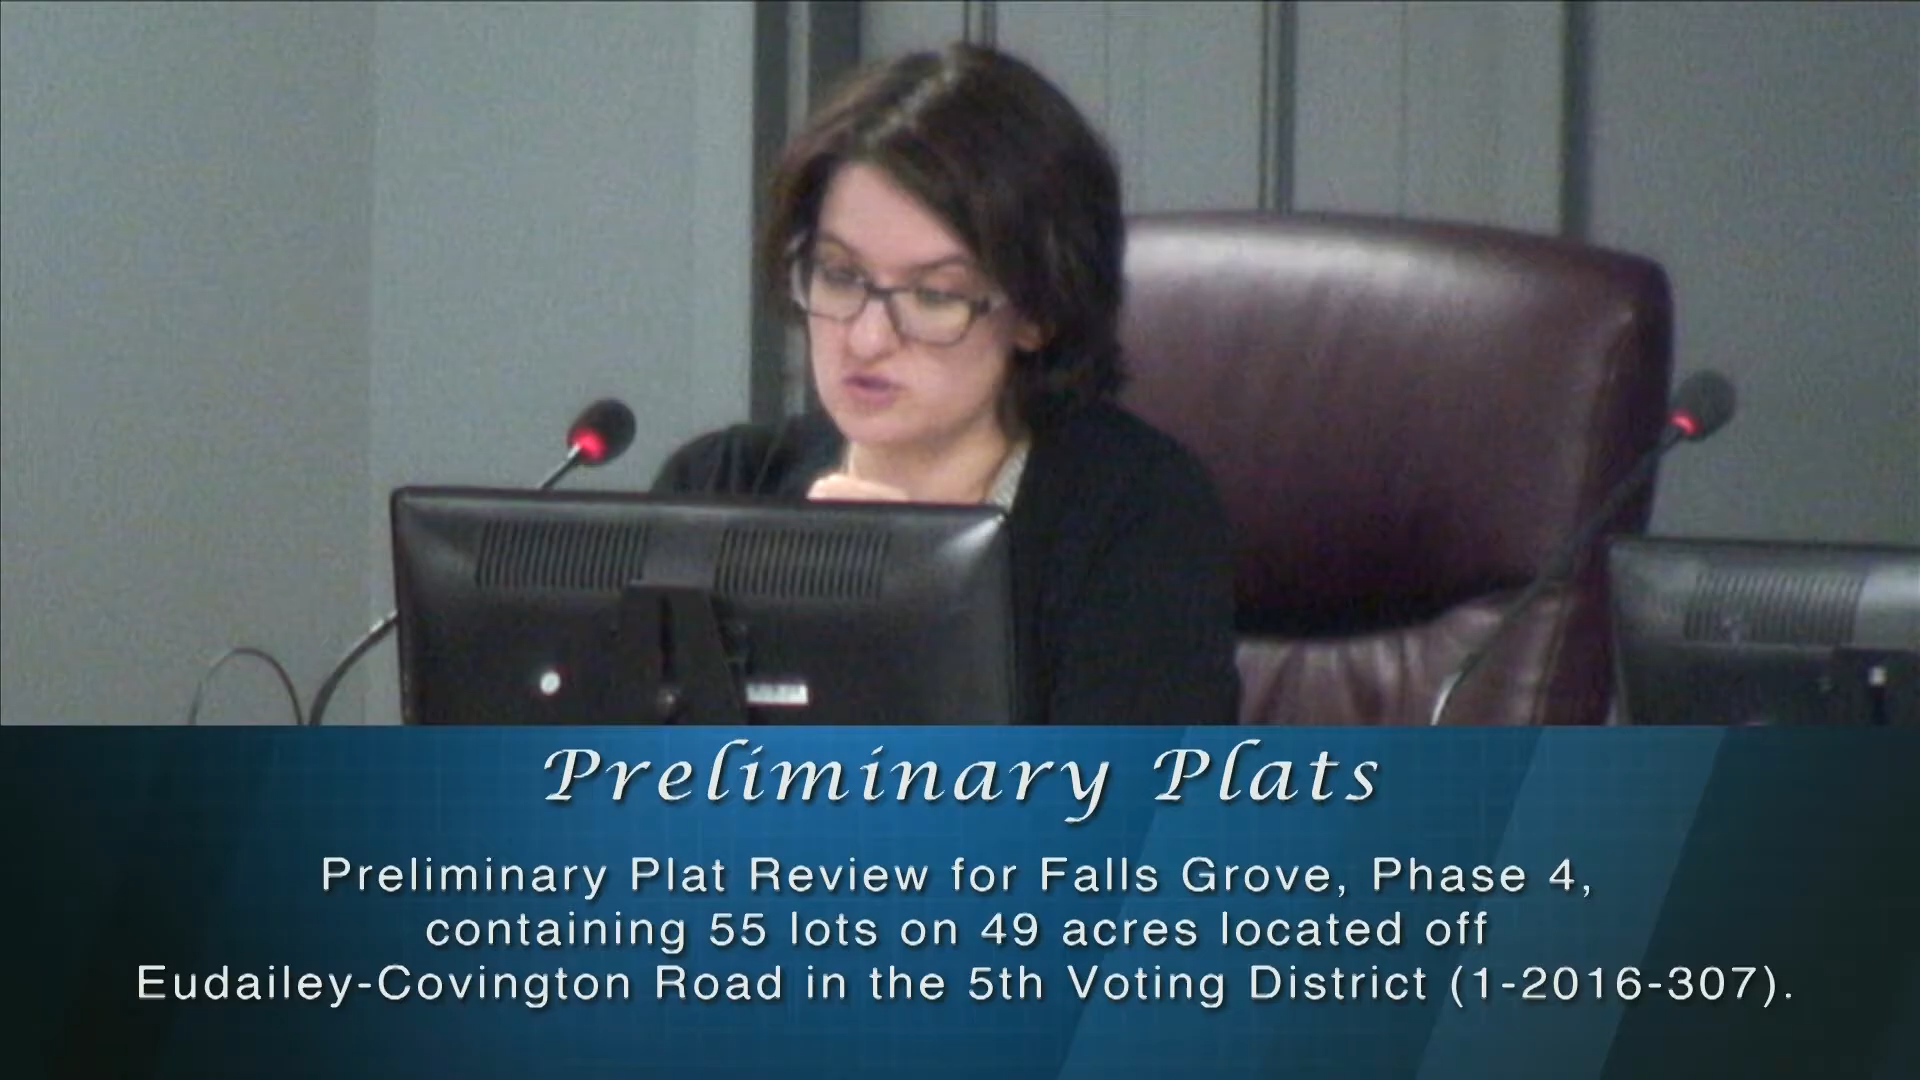 Preliminary Plats
Preliminary Plat Review for Falls Grove, Phase 4,
containing 55 lots on 49 acres located off
Eudailey-Covington Road in the 5th Voting District (1-2016-307).